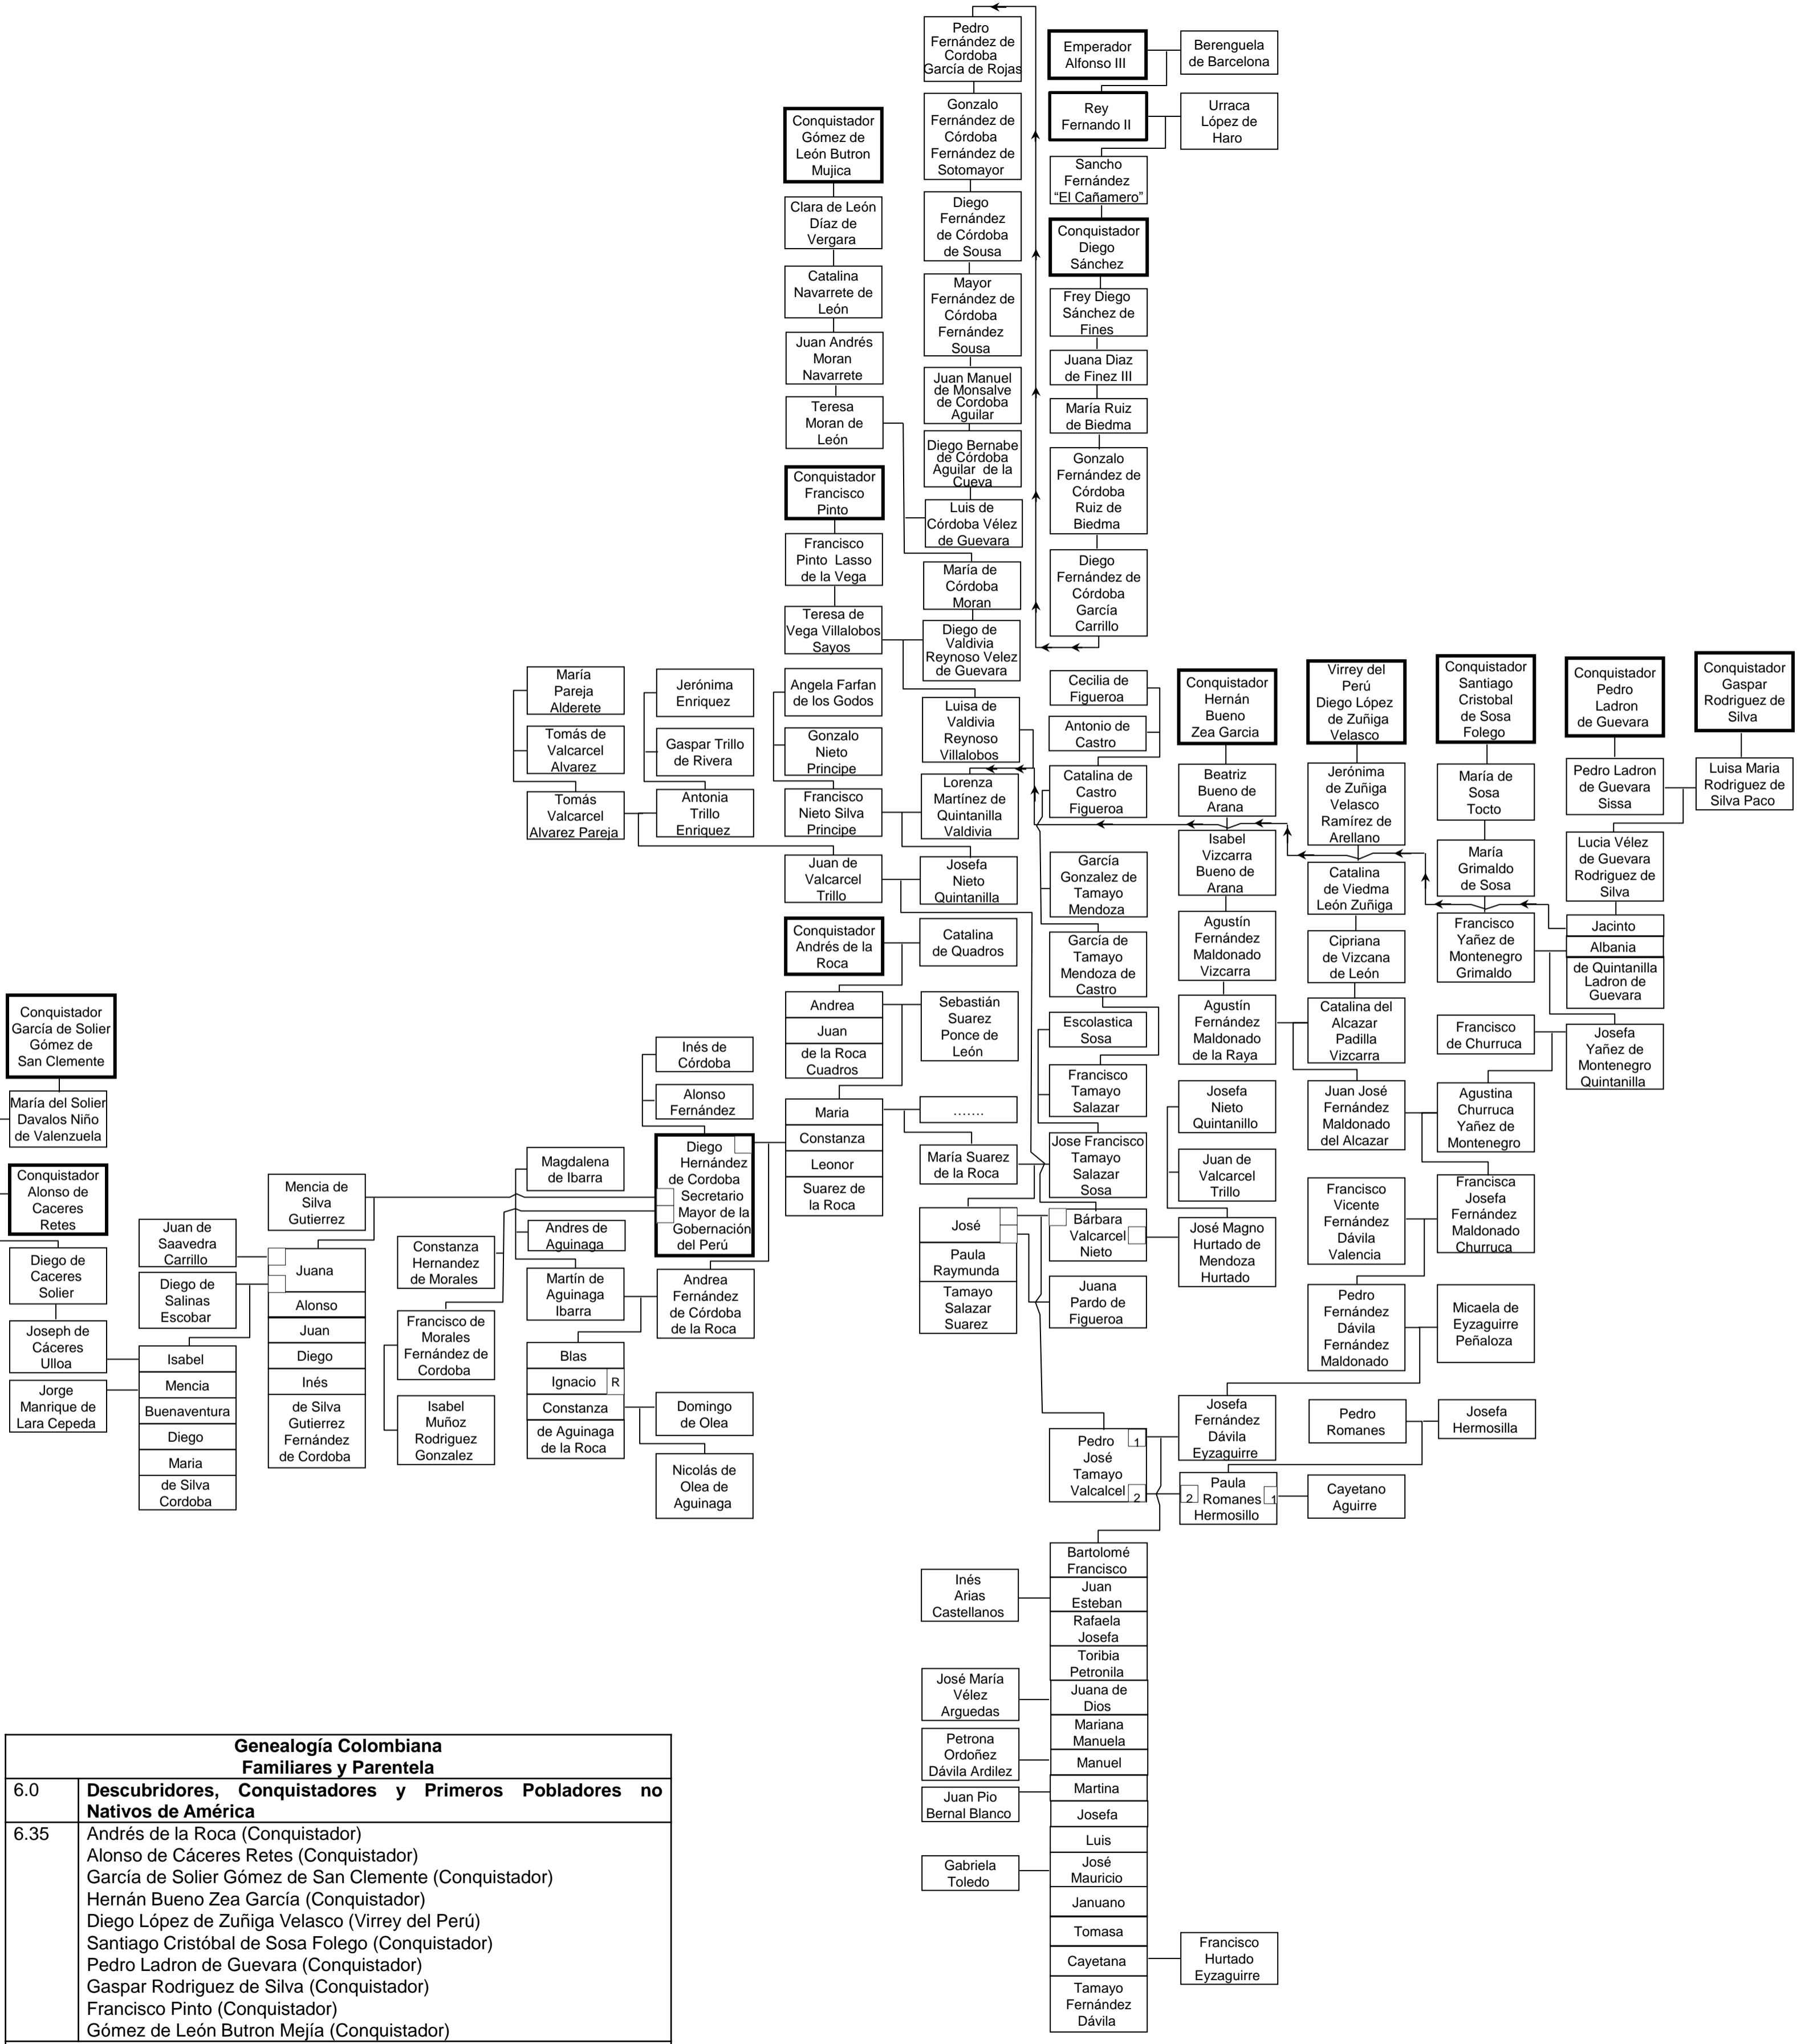 Pedro
Fernández de
Cordoba
García de Rojas
Emperador
Alfonso III
Berenguela
de Barcelona
Gonzalo
Fernández de
Córdoba
Fernández de
Sotomayor
Rey
Fernando II
Urraca
López de
Haro
Conquistador
Gómez de
León Butron
Mujica
Sancho
Fernández
“El Cañamero”
Clara de León
Díaz de
Vergara
Diego
Fernández
de Córdoba
de Sousa
Conquistador
Diego
Sánchez
Catalina
Navarrete de
León
Mayor
Fernández de
Córdoba
Fernández
Sousa
Frey Diego
Sánchez de
Fines
Juan Andrés
Moran
Navarrete
Juana Diaz
de Finez III
Juan Manuel
de Monsalve
de Cordoba
Aguilar
Teresa
Moran de
León
María Ruiz
de Biedma
Diego Bernabe
de Córdoba
Aguilar de la
Cueva
Gonzalo
Fernández de
Córdoba
Ruiz de
Biedma
Conquistador
Francisco
Pinto
Luis de
Córdoba Vélez
de Guevara
Francisco
Pinto Lasso
de la Vega
María de
Córdoba
Moran
Diego
Fernández de
Córdoba
García
Carrillo
Teresa de
Vega Villalobos
Sayos
Diego de
Valdivia
Reynoso Velez
de Guevara
María
Pareja
Alderete
Jerónima
Enriquez
Angela Farfan
de los Godos
Luisa de
Valdivia
Reynoso
Villalobos
Cecilia de
Figueroa
Conquistador
Hernán
Bueno
Zea Garcia
Virrey del
Perú
Diego López
de Zuñiga
Velasco
Conquistador
Santiago
Cristobal
de Sosa
Folego
Conquistador
Pedro
Ladron
de Guevara
Conquistador
Gaspar
Rodriguez de
Silva
Tomás de
Valcarcel
Alvarez
Gaspar Trillo
de Rivera
Gonzalo
Nieto
Principe
Antonio de
Castro
Tomás
Valcarcel
Alvarez Pareja
Antonia
Trillo
Enriquez
Francisco
Nieto Silva
Principe
Lorenza
Martínez de
Quintanilla
Valdivia
Catalina de
Castro
Figueroa
Beatriz
Bueno de
Arana
Jerónima
de Zuñiga
Velasco
Ramírez de
Arellano
María de
Sosa
Tocto
Pedro Ladron
de Guevara
Sissa
Luisa Maria
Rodriguez de
Silva Paco
Juan de
Valcarcel
Trillo
Josefa
Nieto
Quintanilla
García
Gonzalez de
Tamayo
Mendoza
Isabel
Vizcarra
Bueno de
Arana
Catalina
de Viedma
León Zuñiga
María
Grimaldo
de Sosa
Lucia Vélez
de Guevara
Rodriguez de
Silva
Conquistador
Andrés de la
Roca
Catalina
de Quadros
García de
Tamayo
Mendoza de
Castro
Agustín
Fernández
Maldonado
Vizcarra
Cipriana
de Vizcana
de León
Francisco
Yañez de
Montenegro
Grimaldo
Jacinto
Albania
de Quintanilla
Ladron de
Guevara
Conquistador
García de Solier
Gómez de
San Clemente
Andrea
Juan
de la Roca
Cuadros
Sebastián
Suarez
Ponce de
León
Escolastica
Sosa
Agustín
Fernández
Maldonado
de la Raya
Catalina del
Alcazar
Padilla
Vizcarra
Francisco
de Churruca
Josefa
Yañez de
Montenegro
Quintanilla
Inés de
Córdoba
Francisco
Tamayo
Salazar
María del Solier
Davalos Niño
de Valenzuela
Alonso
Fernández
Maria
Constanza
Leonor
Suarez de
la Roca
.......
Josefa
Nieto
Quintanillo
Juan José
Fernández
Maldonado
del Alcazar
Agustina
Churruca
Yañez de
Montenegro
Conquistador
Alonso de
Caceres
Retes
Mencia de
Silva
Gutierrez
Magdalena
de Ibarra
Diego
Hernández
de Cordoba
Secretario
Mayor de la
Gobernación
del Perú
María Suarez
de la Roca
Jose Francisco
Tamayo
Salazar
Sosa
Juan de
Valcarcel
Trillo
Francisco
Vicente
Fernández
Dávila
Valencia
Francisca
Josefa
Fernández
Maldonado
Churruca
Juan de
Saavedra
Carrillo
Constanza
Hernandez
de Morales
Andres de
Aguinaga
José
Paula
Raymunda
Tamayo
Salazar
Suarez
Bárbara
Valcarcel
Nieto
José Magno
Hurtado de
Mendoza
Hurtado
Diego de
Caceres
Solier
Diego de
Salinas
Escobar
Juana
Alonso
Juan
Diego
Inés
de Silva
Gutierrez
Fernández
de Cordoba
Martín de
Aguinaga
Ibarra
Andrea
Fernández
de Córdoba
de la Roca
Juana
Pardo de
Figueroa
Pedro
Fernández
Dávila
Fernández
Maldonado
Micaela de
Eyzaguirre
Peñaloza
Joseph de
Cáceres
Ulloa
Francisco de
Morales
Fernández de
Cordoba
Jorge
Manrique de
Lara Cepeda
Isabel
Mencia
Buenaventura
Diego
Maria
de Silva
Cordoba
Isabel
Muñoz
Rodriguez
Gonzalez
Blas
Ignacio R
Constanza
de Aguinaga
de la Roca
Domingo
de Olea
Nicolás de
Olea de
Aguinaga
Pedro 1
José
Tamayo
Valcalcel 2
Josefa
Fernández
Dávila
Eyzaguirre
Pedro
Romanes
Josefa
Hermosilla
Paula
2 Romanes 1
Hermosillo
Cayetano
Aguirre
Inés
Arias
Castellanos
Bartolomé
Francisco
Juan
Esteban
Rafaela
Josefa
Toribia
Petronila
José María
Vélez
Arguedas
Juana de
Dios
Mariana
Manuela
Petrona
Ordoñez
Dávila Ardilez
Manuel
Martina
Juan Pio
Bernal Blanco
Josefa
Luis
Gabriela
Toledo
José
Mauricio
Januano
Tomasa
Cayetana
Francisco
Hurtado
Eyzaguirre
Tamayo
Fernández
Dávila
Genealogía Colombiana
Familiares y Parentela
6.0 Descubridores, Conquistadores y Primeros Pobladores no
Nativos de América
6.35 Andrés de la Roca (Conquistador)
Alonso de Cáceres Retes (Conquistador)
García de Solier Gómez de San Clemente (Conquistador)
Hernán Bueno Zea García (Conquistador)
Diego López de Zuñiga Velasco (Virrey del Perú)
Santiago Cristóbal de Sosa Folego (Conquistador)
Pedro Ladron de Guevara (Conquistador)
Gaspar Rodriguez de Silva (Conquistador)
Francisco Pinto (Conquistador)
Gómez de León Butron Mejía (Conquistador)